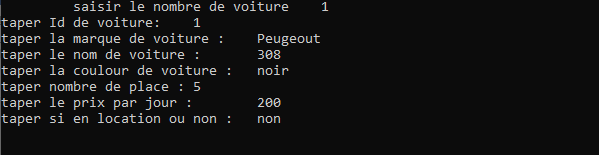 saisir le nombre de voiture 1
taper Id de voiture: 1
taper la marque de voiture : Peugeout
taper le nom de voiture : 308
taper la coulour de voiture : noir
taper nombre de place : 5
taper le prix par jour : 200
taper si en location ou non : non